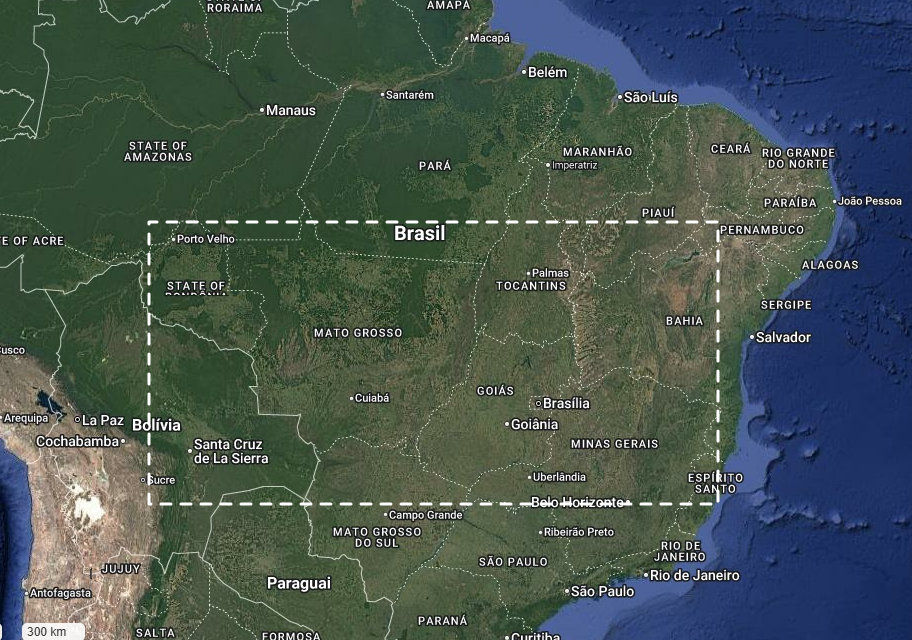 RORAIMA
AMAPÁ
Macapá
Belém
São Luís
Santarém
Manaus
STATE OF
AMAZONAS
PARÁ
MARANHÃO
Imperatriz
CEARÁ
RIO GRANDE
DO NORTE
PARAÍBA
João Pessoa
PIAUÍ
PERNAMBUCO
Brasil
Porto Velho
E OF ACRE
ALAGOAS
Palmas
TOCANTINS
STATE OF
RONDÔNIA
SERGIPE
BAHIA
MATO GROSSO
Salvador
usco
GOIÁS
Cuiabá
Brasília
Arequipa
La Paz
Bolívia
Goiânia
Cochabamba
Santa Cruz
de La Sierra
MINAS GERAIS
Sucre
Uberlândia
ESPÍRITO
SANTO
Belo Horizonte
Campo Grande
MATO GROSSO
DO SUL
Ribeirão Preto
RIO DE
JANEIRO
SÃO PAULO
JUJUY
Rio de Janeiro
Paraguai
São Paulo
Antofagasta
PARANÁ
300 km
SALTA
FORMOSA
Curitiba